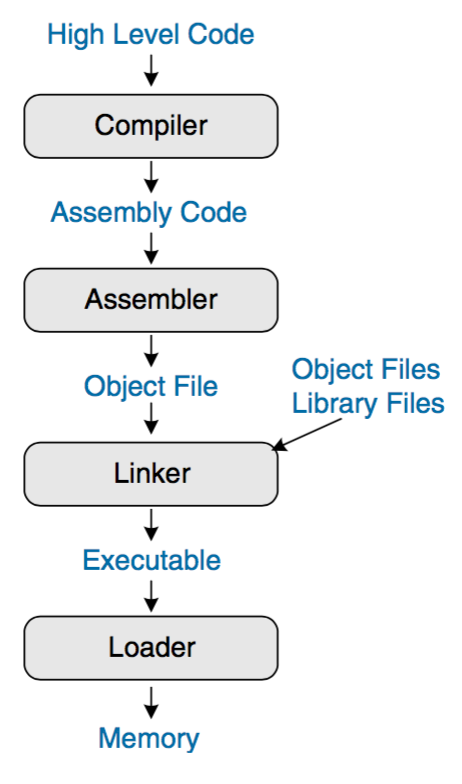 High Level Code
Compiler
Assembly Code
Assembler
Object File
Object Files
Library Files
Linker
Executable
Loader
Memory